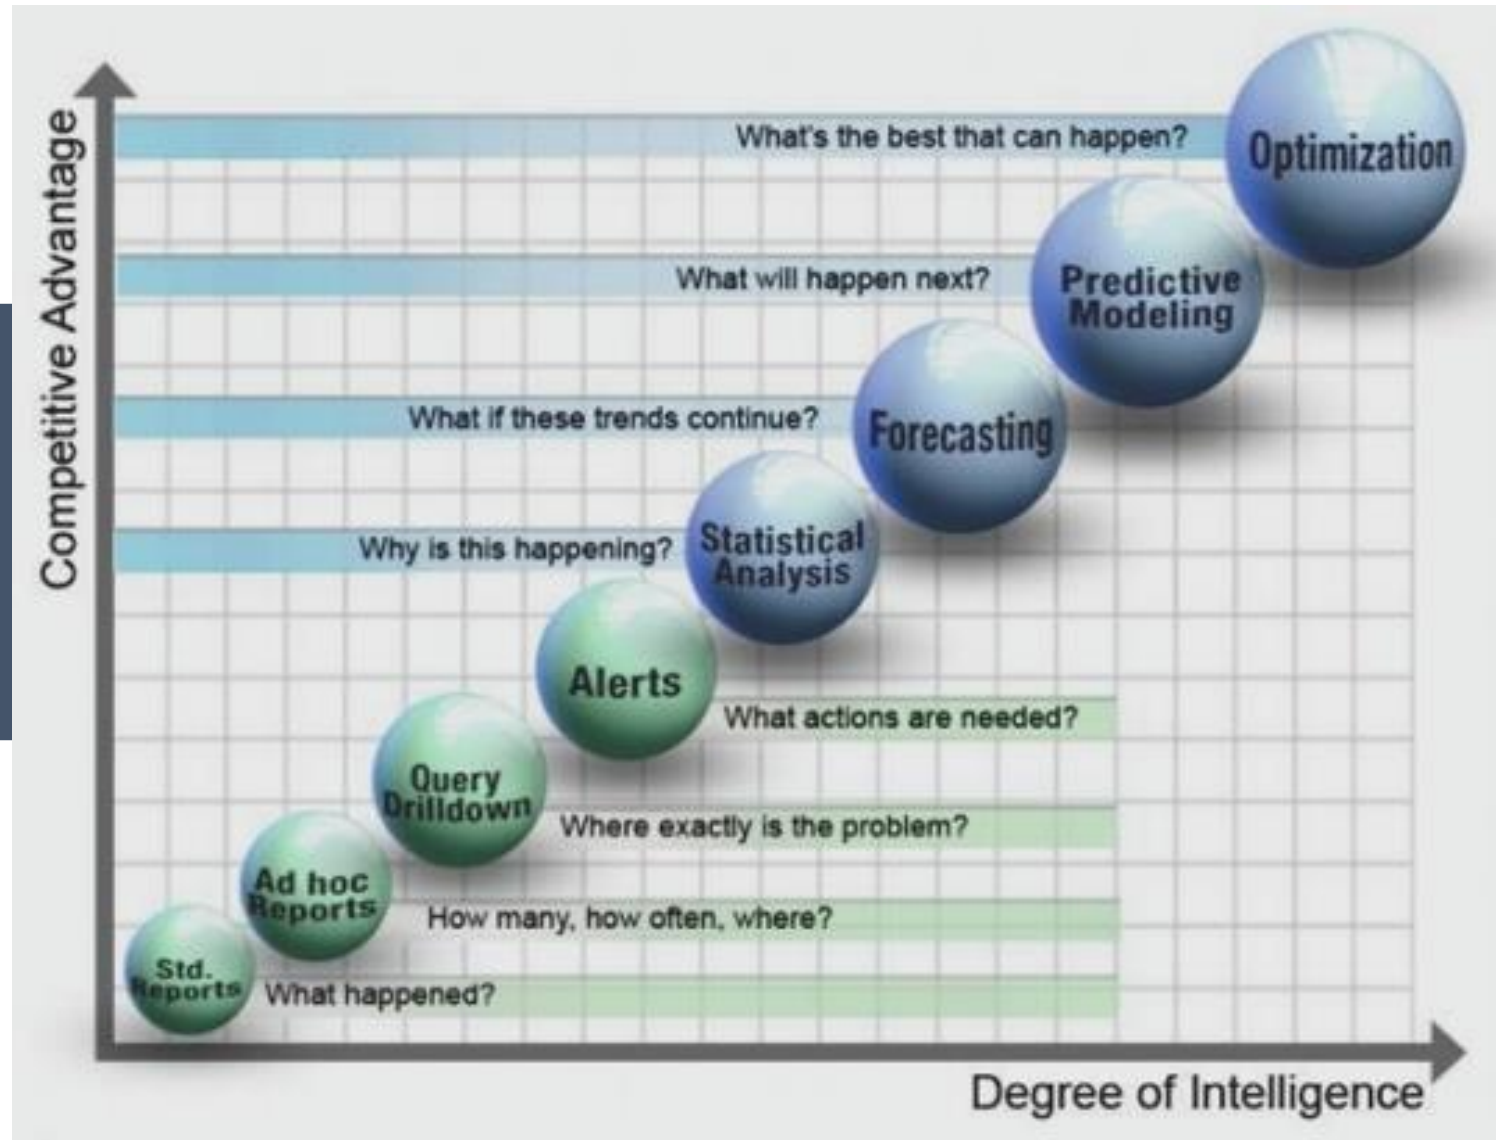 Competitive Advantage
What's the best that can happen?
Optimization
What will happen next?
Predictive
Modeling
What if these trends continue?
Forecasting
Why is this happening?
Statistical
Analysis
Alerts
What actions are needed?
Query
Drilldown
Where exactly is the problem?
Ad hoc
Reports
How many, how often, where?
Std.
Reports
What happened?
Degree of Intelligence